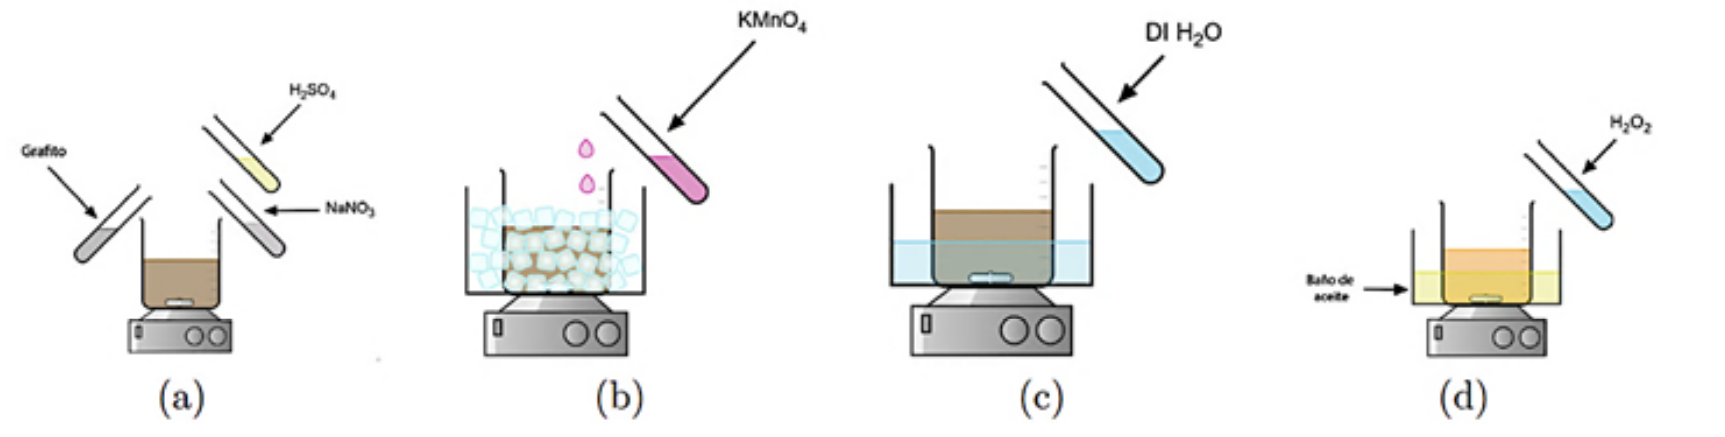 Grafito
H₂SO₄
NaNO₃
(a)
KMnO₄
(b)
DI H₂O
(c)
H₂O₂
Baño de
aceite
(d)